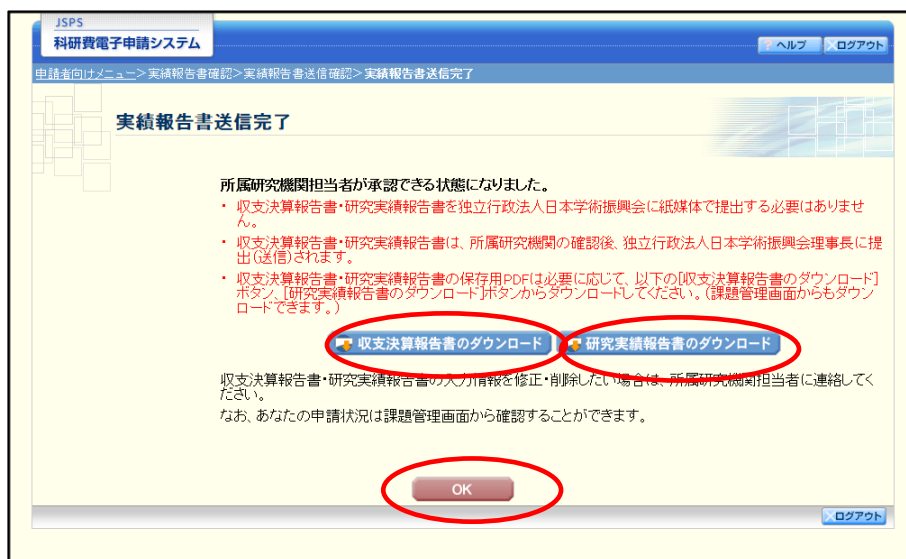 JSPS
科研費電子申請システム
? ヘルプ
ログアウト
申請者向けメニュー>実績報告書確認>実績報告書送信確認>実績報告書送信完了
実績報告書送信完了
所属研究機関担当者が承認できる状態になりました。
・ 収支決算報告書・研究実績報告書を独立行政法人日本学術振興会に紙媒体で提出する必要はありませ
ん。
・ 収支決算報告書・研究実績報告書は、所属研究機関の確認後、独立行政法人日本学術振興会理事長に提
出(送信)されます。
・ 収支決算報告書・研究実績報告書の保存用PDFは必要に応じて、以下の[収支決算報告書のダウンロード]
ボタン、[研究実績報告書のダウンロード]ボタンからダウンロードしてください。(課題管理画面からもダウン
ロードできます。)
収支決算報告書のダウンロード
研究実績報告書のダウンロード
収支決算報告書・研究実績報告書の入力情報を修正・削除したい場合は、所属研究機関担当者に連絡してく
ださい。
なお、あなたの申請状況は課題管理画面から確認することができます。
OK
ログアウト